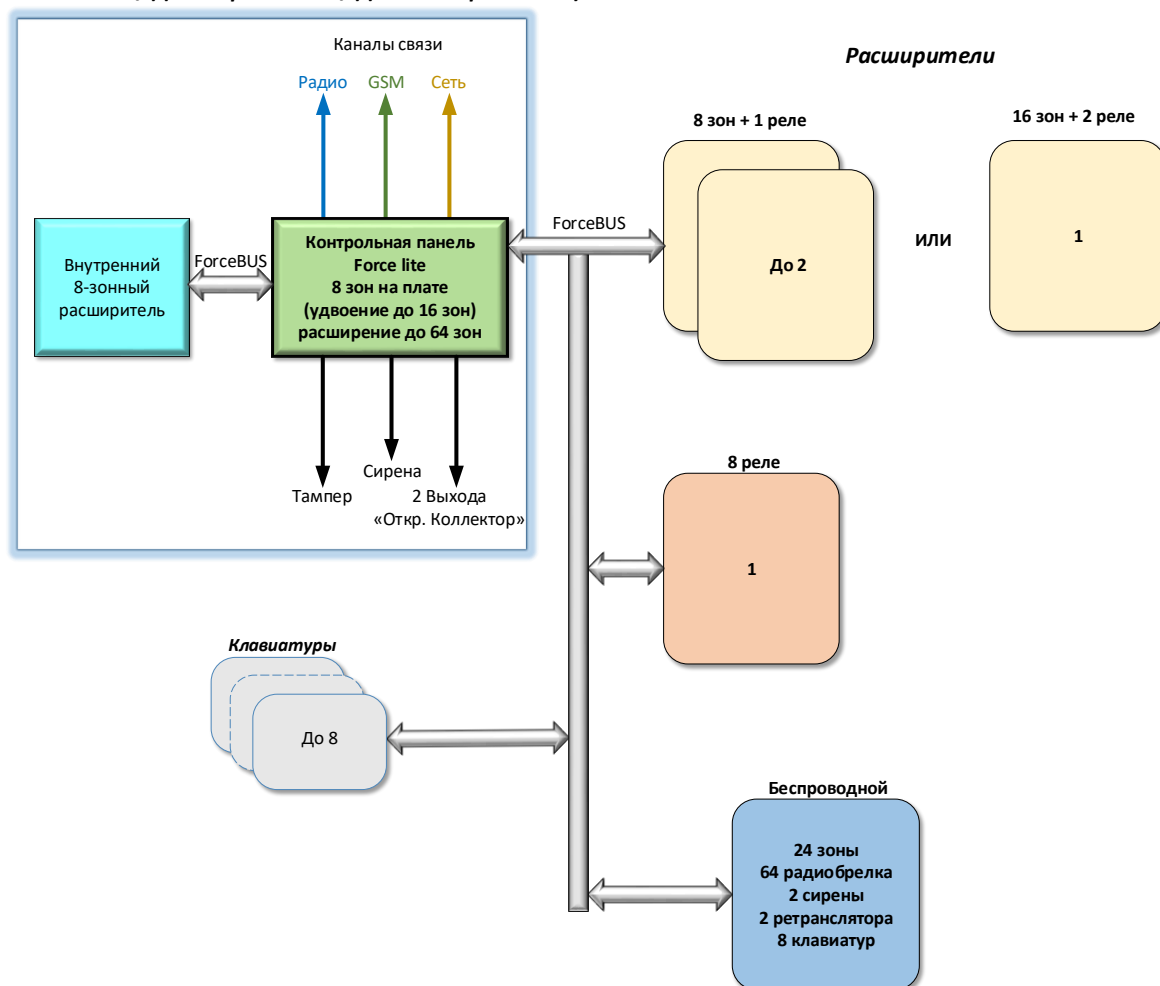 Каналы связи
Радио
GSM
Сеть
Расширители
8 зон + 1 реле
16 зон + 2 реле
Внутренний
8-зонный
расширитель
ForceBUS
Контрольная панель
Force lite
8 зон на плате
(удвоение до 16 зон)
расширение до 64 зон
ForceBUS
До 2
или
1
Тампер
Сирена
2 Выхода
«Откр. Коллектор»
8 реле
1
Клавиатуры
До 8
Беспроводной
24 зоны
64 радиобрелка
2 сирены
2 ретранслятора
8 клавиатур